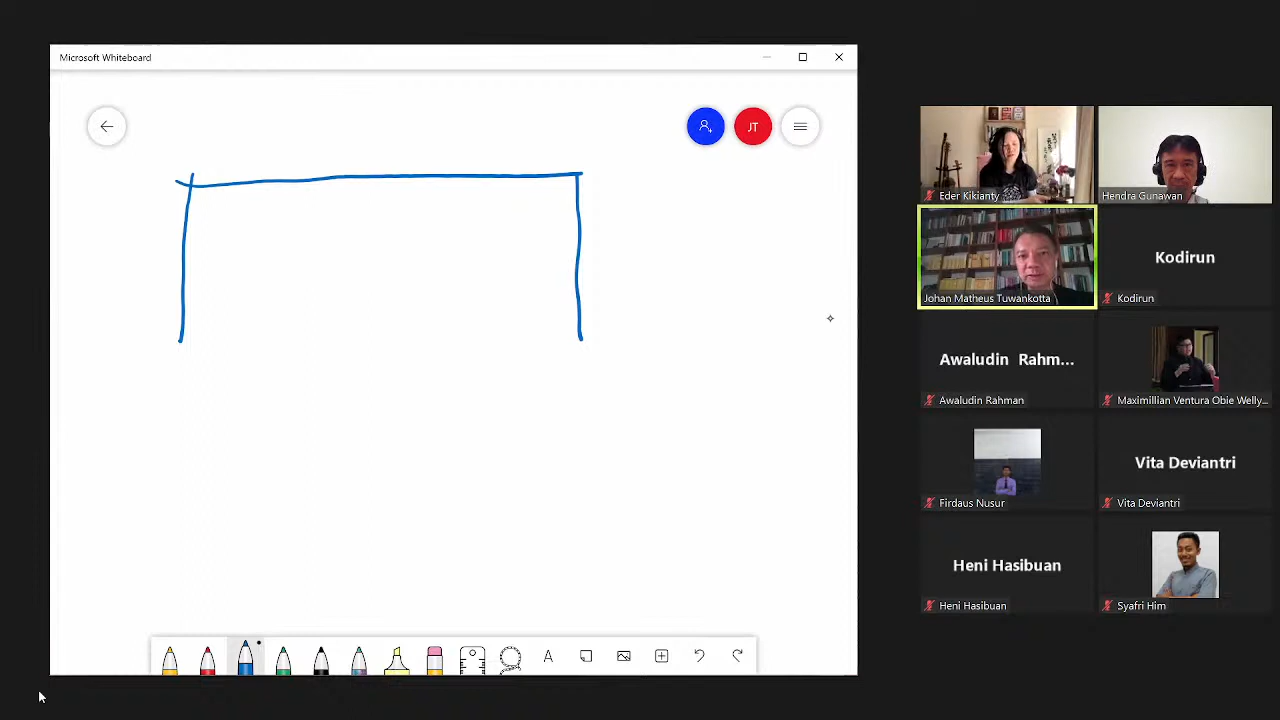 Microsoft Whiteboard
JT
Eder Kikianty
Hendra Gunawan
Johan Matheus Tuwankotta
Kodirun
Kodirun
Awaludin Rahm...
Awaludin Rahman
Maximillian Ventura Obie Welly...
Firdaus Nusur
Vita Deviantri
Vita Deviantri
Heni Hasibuan
Heni Hasibuan
Syafri Him
A